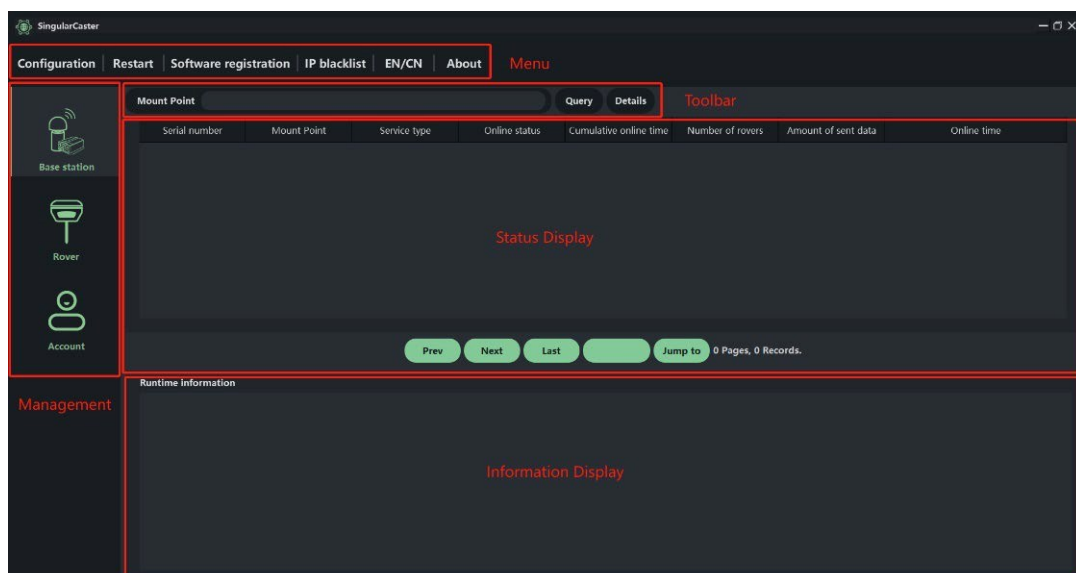 SingularCaster
Configuration Restart Software registration IP blacklist EN/CN About Menu
Mount Point Query Details Toolbar
Serial number Mount Point Service type Online status Cumulative online time Number of rovers Amount of sent data Online time
Base station
Status Display
Rover
Account
Prev Next Last Jump to 0 Pages, 0 Records.
Runtime information
Management
Information Display